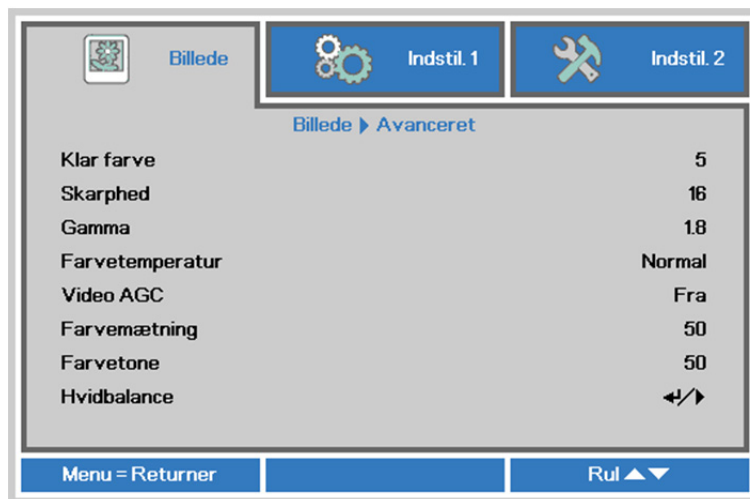 Billede Indstil. 1 Indstil. 2
Billede ▶ Avanceret
Klar farve 5
Skarphed 16
Gamma 1.8
Farvetemperatur Normal
Video AGC Fra
Farvemætning 50
Farvetone 50
Hvidbalance ↵/▶
Menu = Returner Rul ▲▼